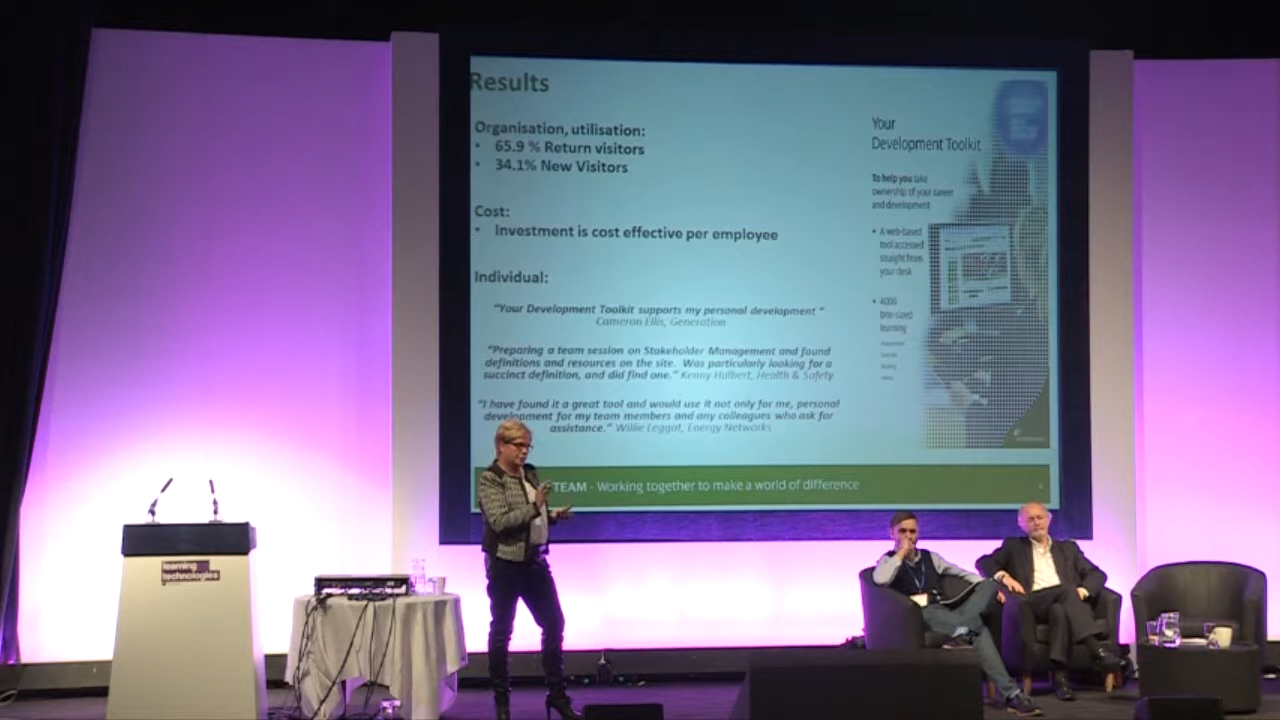 Results
Organisation, utilisation:
• 65.9 % Return visitors
• 34.1% New Visitors
Cost:
• Investment is cost effective per employee
Individual:
"Your Development Toolkit supports my personal development "
Cameron Ellis, Generation
"Preparing a team session on Stakeholder Management and found
definitions and resources on the site. Was particularly looking for a
succinct definition, and did find one." Kenny Halbert, Health & Safety
"I have found it a great tool and would use it not only for me, personal
development for my team members and any colleagues who ask for
assistance." Willie Leggat, Energy Networks
TEAM - Working together to make a world of difference
Your
Development Toolkit
To help you take
ownership of your career
and development
• A web-based
tool accessed
straight from
your desk
• 4000
bite-sized
learning
learning
technologies